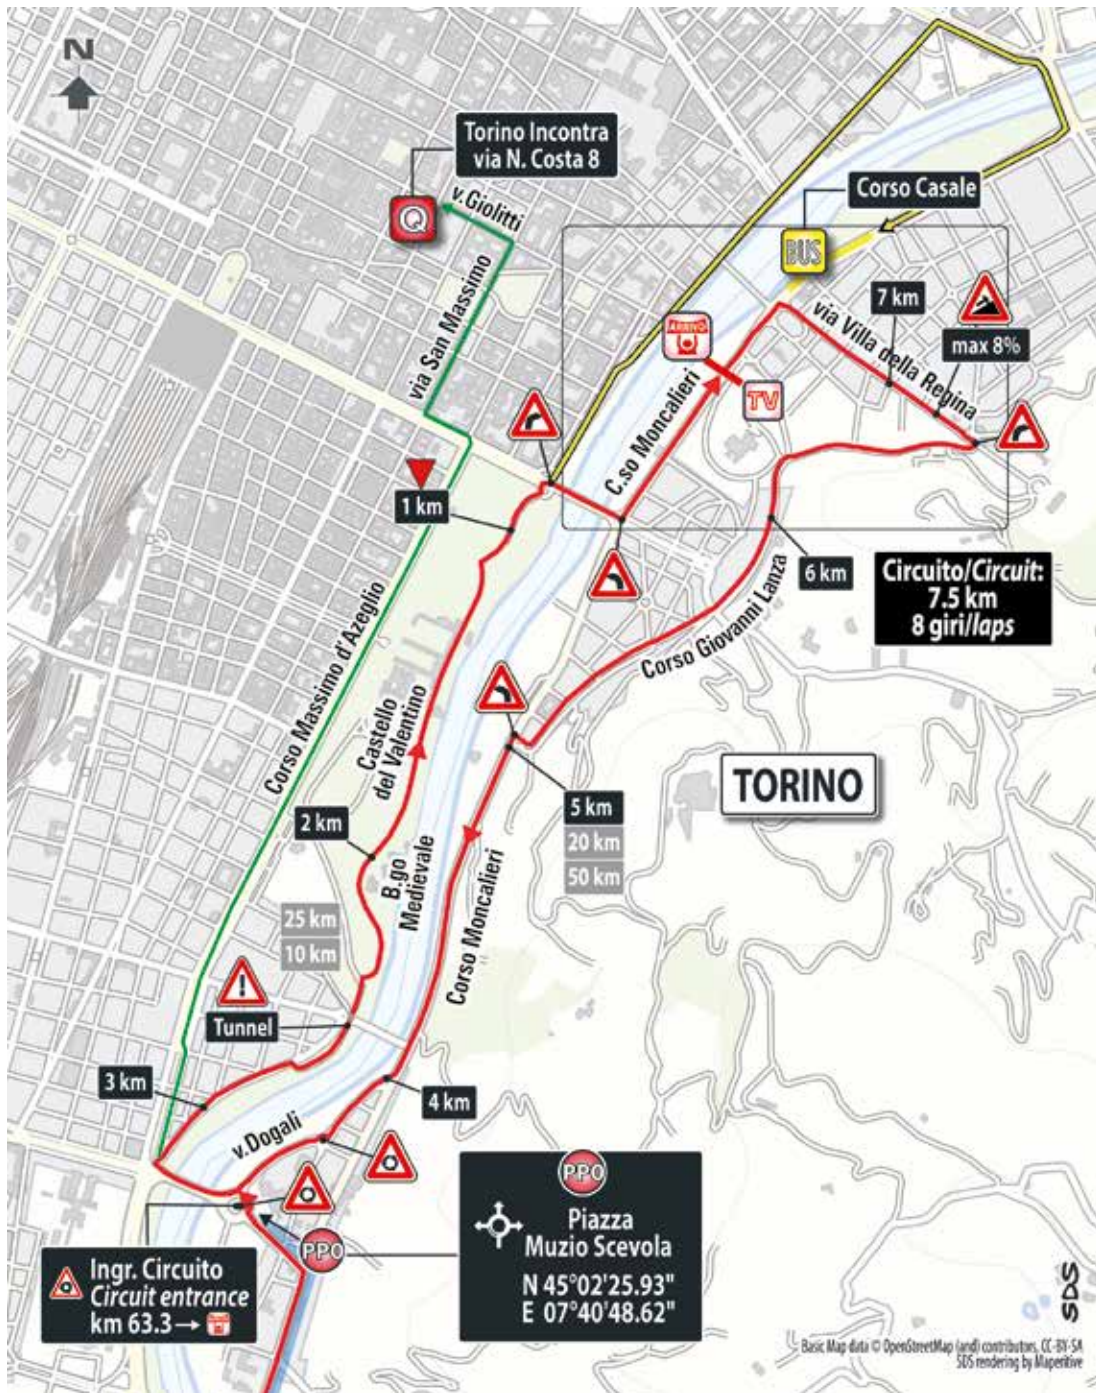 N
Torino Incontra
via N. Costa 8
Q
v.Giolitti
via San Massimo
Corso Casale
BUS
7 km
via Villa della Regina
max 8%
ARRIVO
TV
C.so Moncalieri
1 km
6 km
Circuito/Circuit:
7.5 km
8 giri/laps
Corso Giovanni Lanza
Corso Massimo d'Azeglio
Castello
del Valentino
TORINO
2 km
B.go
Medievale
5 km
20 km
50 km
Corso Moncalieri
25 km
10 km
!
Tunnel
3 km
4 km
v.Dogali
PPO
Piazza
Muzio Scevola
N 45°02'25.93"
E 07°40'48.62"
PPO
Ingr. Circuito
Circuit entrance
km 63.3→
SDS
Basic Map data © OpenStreetMap (and) contributors, CC-BY-SA
SDS rendering by Maperitive